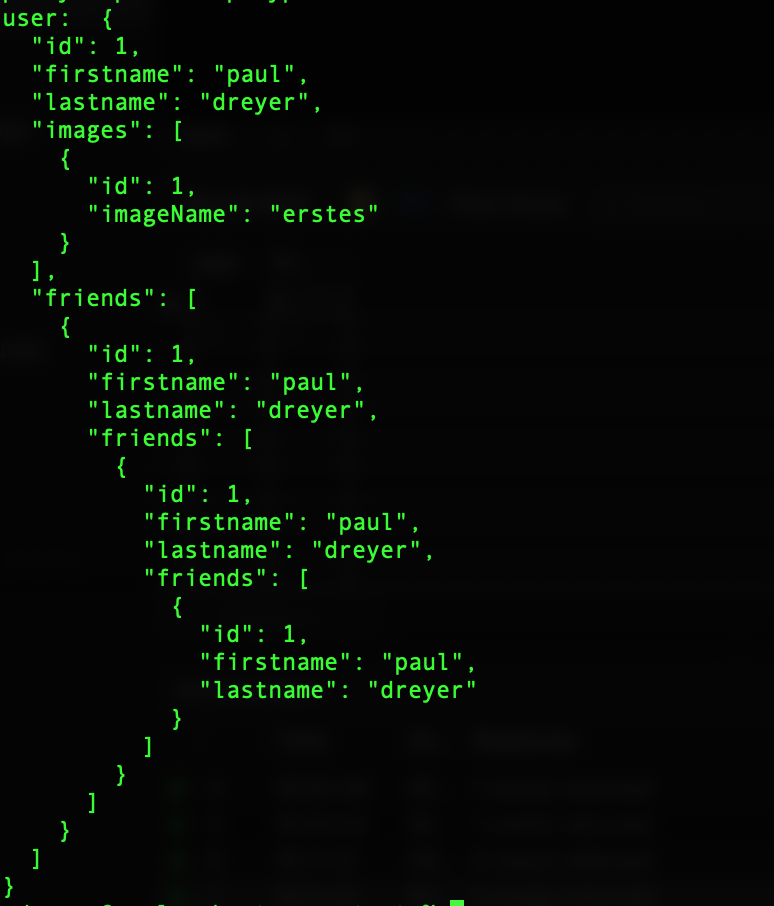 user:  {
  "id": 1,
  "firstname": "paul",
  "lastname": "dreyer",
  "images": [
    {
      "id": 1,
      "imageName": "erstes"
    }
  ],
  "friends": [
    {
      "id": 1,
      "firstname": "paul",
      "lastname": "dreyer",
      "friends": [
        {
          "id": 1,
          "firstname": "paul",
          "lastname": "dreyer",
          "friends": [
            {
              "id": 1,
              "firstname": "paul",
              "lastname": "dreyer"
            }
          ]
        }
      ]
    }
  ]
}